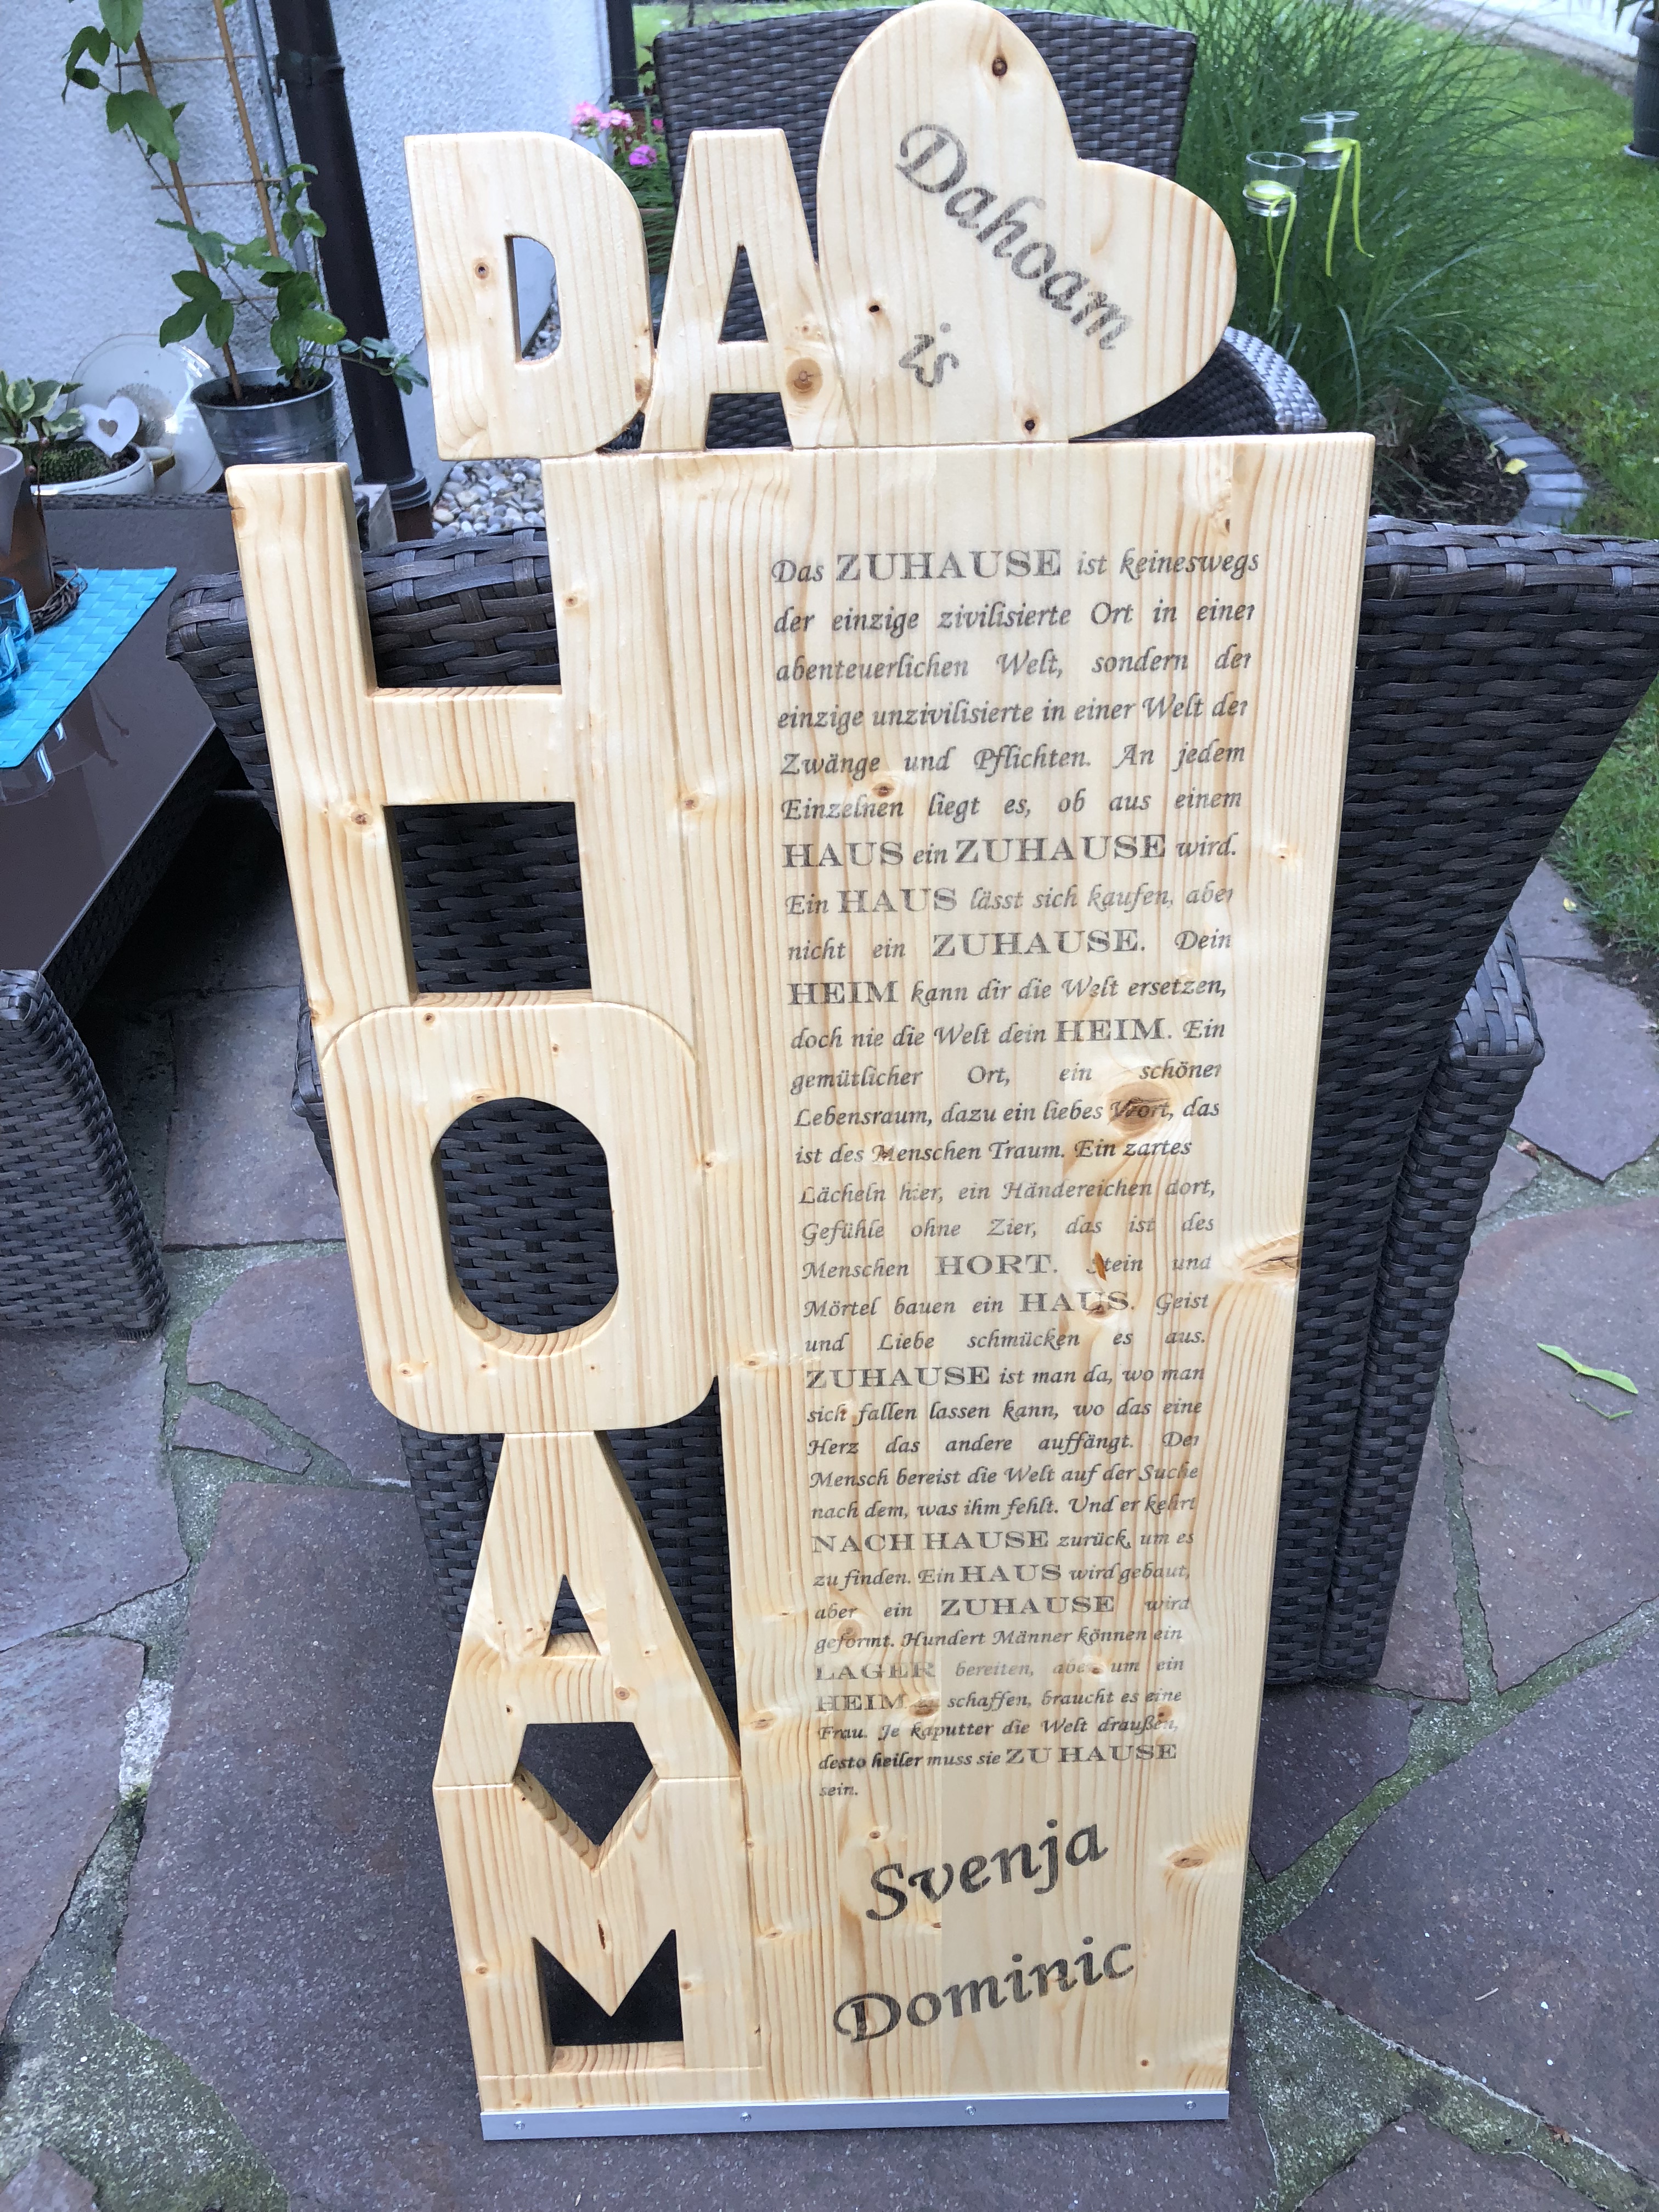 DA
Dahoam
is
HOAM
Das ZUHAUSE ist keineswegs
der einzige zivilisierte Ort in einer
abenteuerlichen Welt, sondern der
einzige unzivilisierte in einer Welt der
Zwänge und Pflichten. An jedem
Einzelnen liegt es, ob aus einem
HAUS ein ZUHAUSE wird.
Ein HAUS lässt sich kaufen, aber
nicht ein ZUHAUSE. Dein
HEIM kann dir die Welt ersetzen,
doch nie die Welt dein HEIM. Ein
gemütlicher Ort, ein schöner
Lebensraum, dazu ein liebes Wort, das
ist des Menschen Traum. Ein zartes
Lächeln hier, ein Händereichen dort,
Gefühle ohne Zier, das ist des
Menschen HORT. Stein und
Mörtel bauen ein HAUS. Geist
und Liebe schmücken es aus.
ZUHAUSE ist man da, wo man
sich fallen lassen kann, wo das eine
Herz das andere auffängt. Der
Mensch bereist die Welt auf der Suche
nach dem, was ihm fehlt. Und er kehrt
NACH HAUSE zurück, um es
zu finden. Ein HAUS wird gebaut,
aber ein ZUHAUSE wird
geformt. Hundert Männer können ein
LAGER bereiten, aber um ein
HEIM zu schaffen, braucht es eine
Frau. Je kaputter die Welt draußen,
desto heiler muss sie ZU HAUSE
sein.
Svenja
Dominic